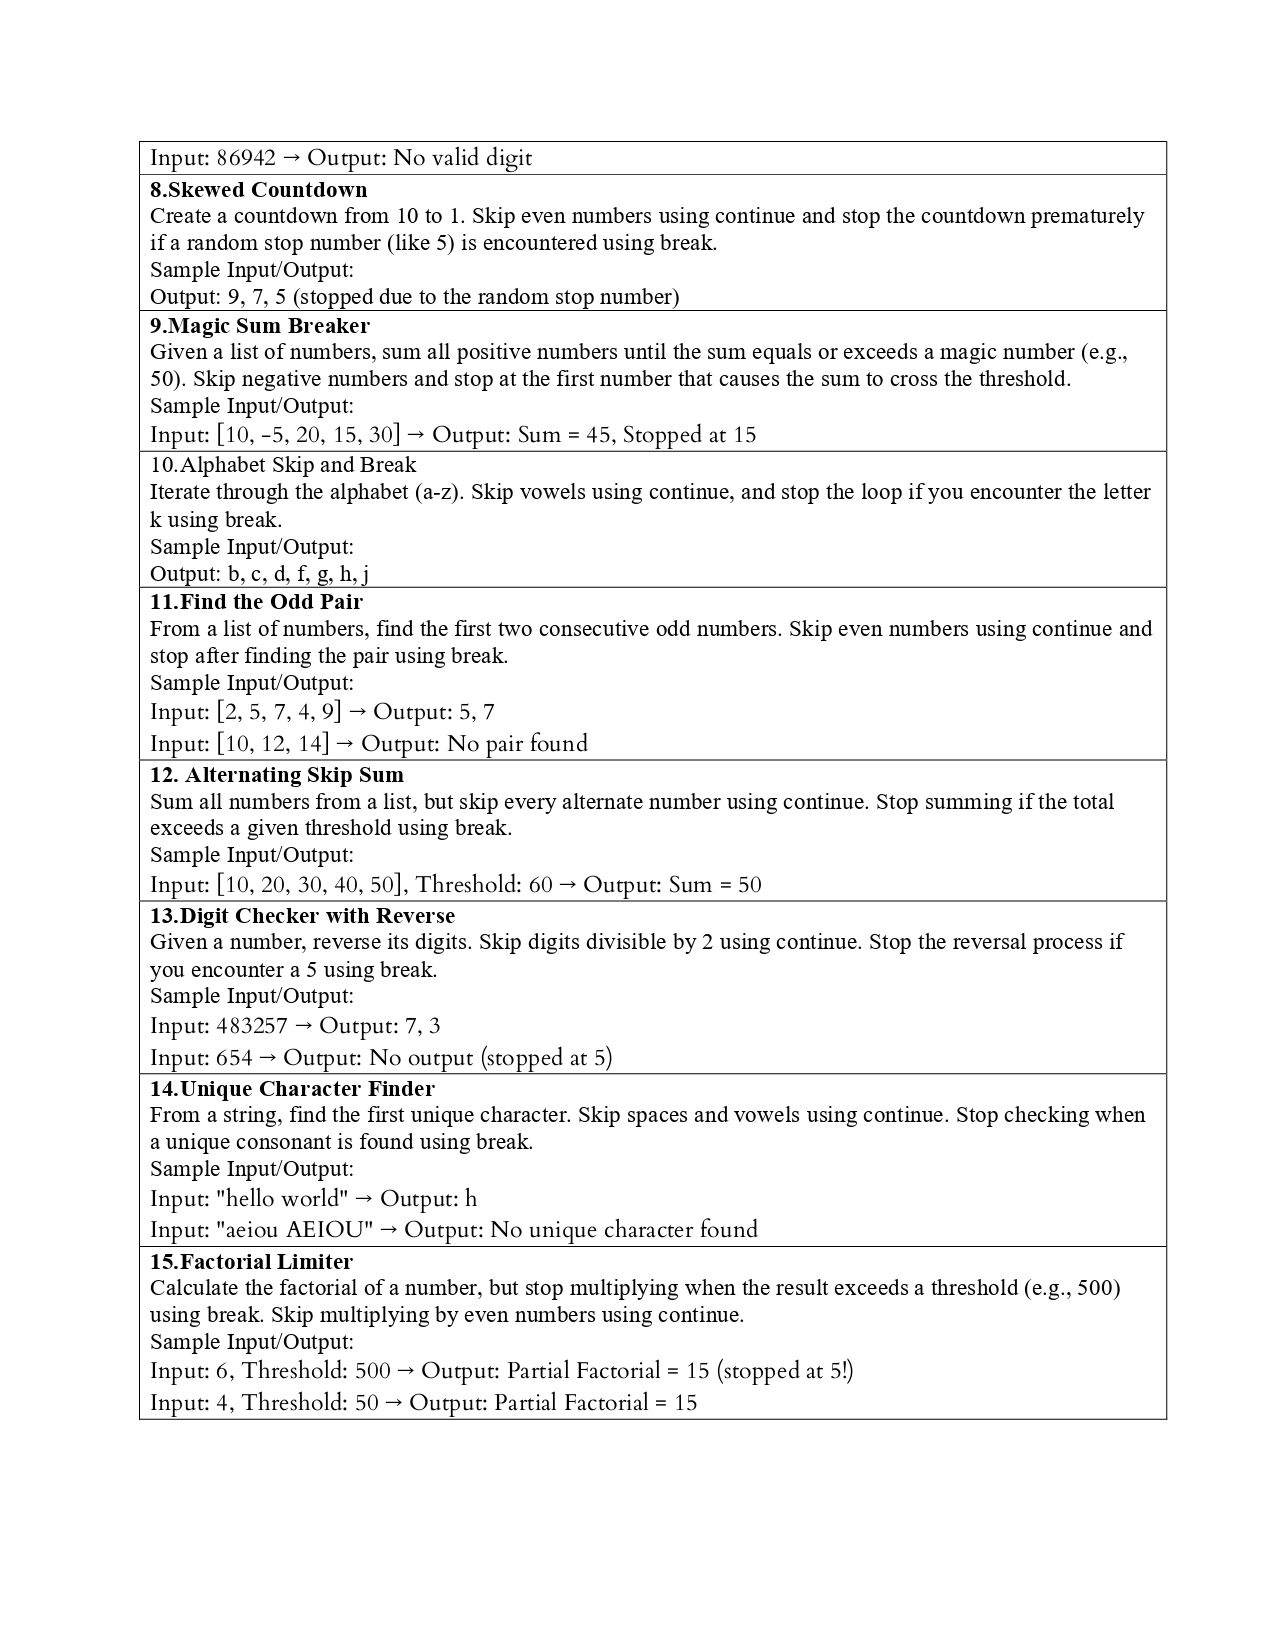 Input: 86942 → Output: No valid digit
8.Skewed Countdown
Create a countdown from 10 to 1. Skip even numbers using continue and stop the countdown prematurely
if a random stop number (like 5) is encountered using break.
Sample Input/Output:
Output: 9, 7, 5 (stopped due to the random stop number)
9.Magic Sum Breaker
Given a list of numbers, sum all positive numbers until the sum equals or exceeds a magic number (e.g.,
50). Skip negative numbers and stop at the first number that causes the sum to cross the threshold.
Sample Input/Output:
Input: [10, -5, 20, 15, 30] → Output: Sum = 45, Stopped at 15
10.Alphabet Skip and Break
Iterate through the alphabet (a-z). Skip vowels using continue, and stop the loop if you encounter the letter
k using break.
Sample Input/Output:
Output: b, c, d, f, g, h, j
11.Find the Odd Pair
From a list of numbers, find the first two consecutive odd numbers. Skip even numbers using continue and
stop after finding the pair using break.
Sample Input/Output:
Input: [2, 5, 7, 4, 9] → Output: 5, 7
Input: [10, 12, 14] → Output: No pair found
12. Alternating Skip Sum
Sum all numbers from a list, but skip every alternate number using continue. Stop summing if the total
exceeds a given threshold using break.
Sample Input/Output:
Input: [10, 20, 30, 40, 50], Threshold: 60 → Output: Sum = 50
13.Digit Checker with Reverse
Given a number, reverse its digits. Skip digits divisible by 2 using continue. Stop the reversal process if
you encounter a 5 using break.
Sample Input/Output:
Input: 483257 → Output: 7, 3
Input: 654 → Output: No output (stopped at 5)
14.Unique Character Finder
From a string, find the first unique character. Skip spaces and vowels using continue. Stop checking when
a unique consonant is found using break.
Sample Input/Output:
Input: "hello world" → Output: h
Input: "aeiou AEIOU" → Output: No unique character found
15.Factorial Limiter
Calculate the factorial of a number, but stop multiplying when the result exceeds a threshold (e.g., 500)
using break. Skip multiplying by even numbers using continue.
Sample Input/Output:
Input: 6, Threshold: 500 → Output: Partial Factorial = 15 (stopped at 5!)
Input: 4, Threshold: 50 → Output: Partial Factorial = 15